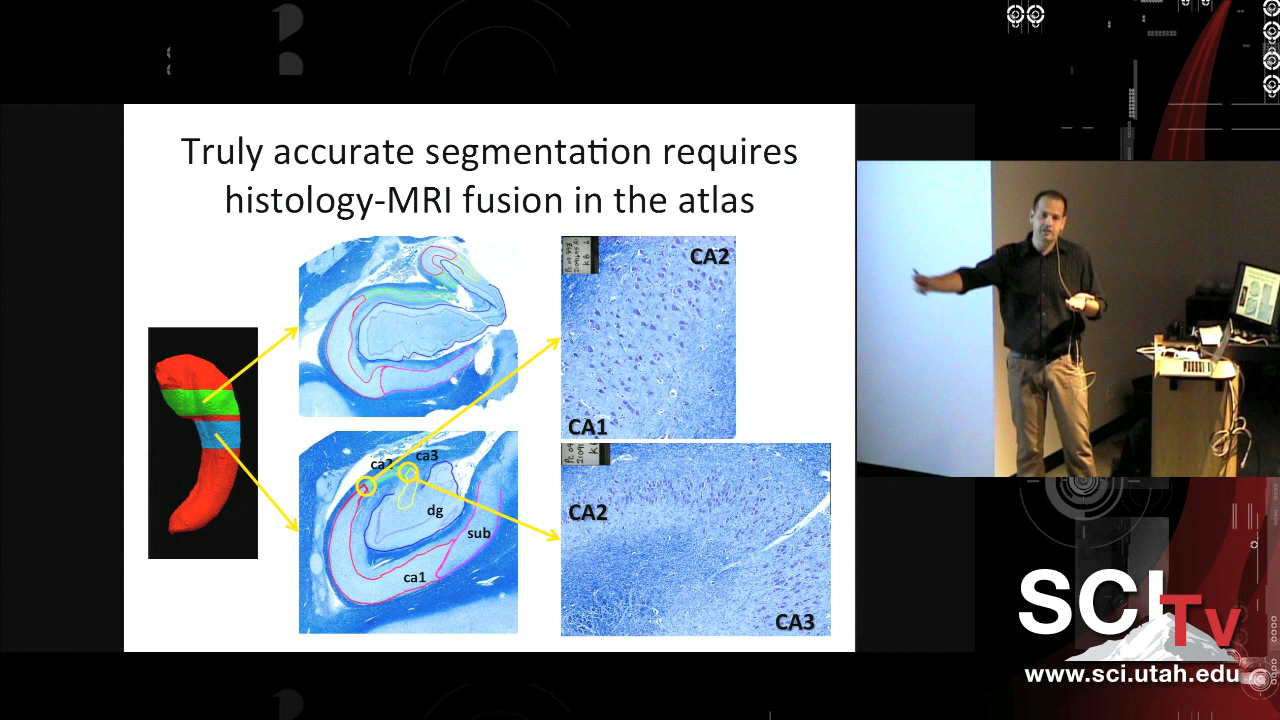 Truly accurate segmentation requires
histology-MRI fusion in the atlas
CA2
CA1
ca3
ca2
dg
sub
ca1
CA2
CA3
SCI
Tv
www.sci.utah.edu